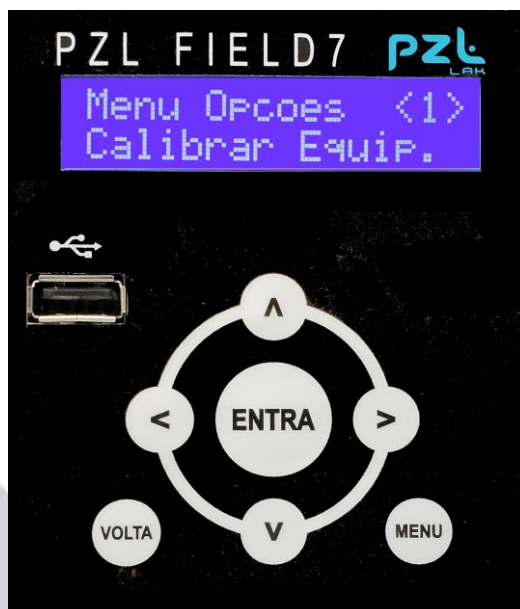 PZL FIELD7 PZL
LAK
Menu Opcoes <1>
Calibrar Equip.
ENTRA
VOLTA
MENU